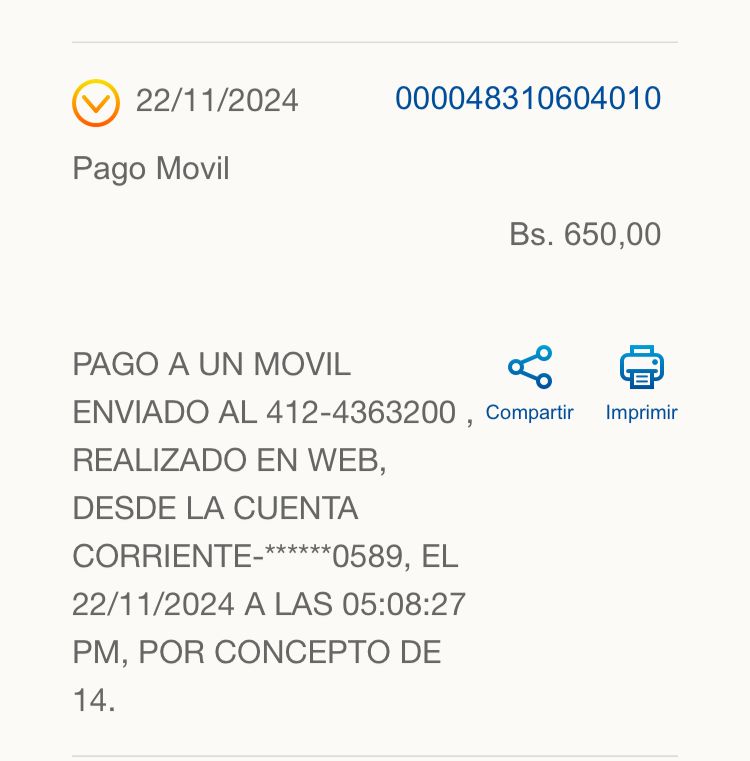 22/11/2024 000048310604010
Pago Movil
Bs. 650,00
PAGO A UN MOVIL
ENVIADO AL 412-4363200 ,
REALIZADO EN WEB,
DESDE LA CUENTA
CORRIENTE-******0589, EL
22/11/2024 A LAS 05:08:27
PM, POR CONCEPTO DE
14.
Compartir Imprimir